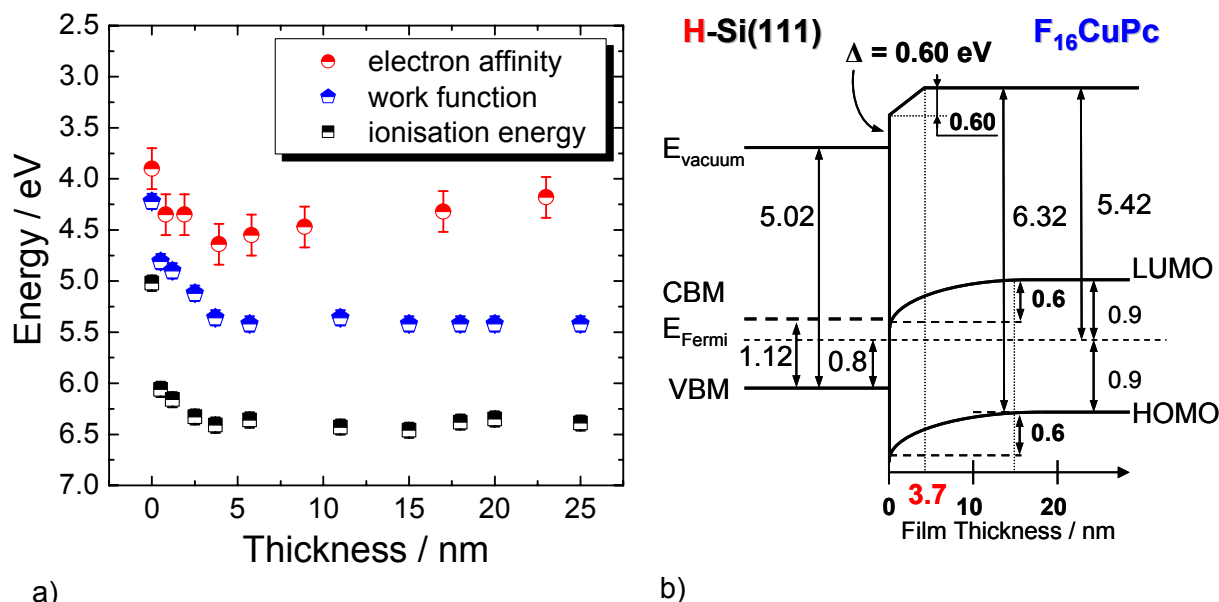 2.5
3.0
3.5
4.0
4.5
5.0
5.5
6.0
6.5
7.0
Energy / eV
electron affinity
work function
ionisation energy
0 5 10 15 20 25
Thickness / nm
a)
H-Si(111)
F16CuPc
Δ = 0.60 eV
0.60
Evacuum
5.02
6.32
5.42
LUMO
CBM
0.6
0.9
EFermi
1.12
0.8
0.9
VBM
HOMO
0.6
3.7
0 10 20
Film Thickness / nm
b)